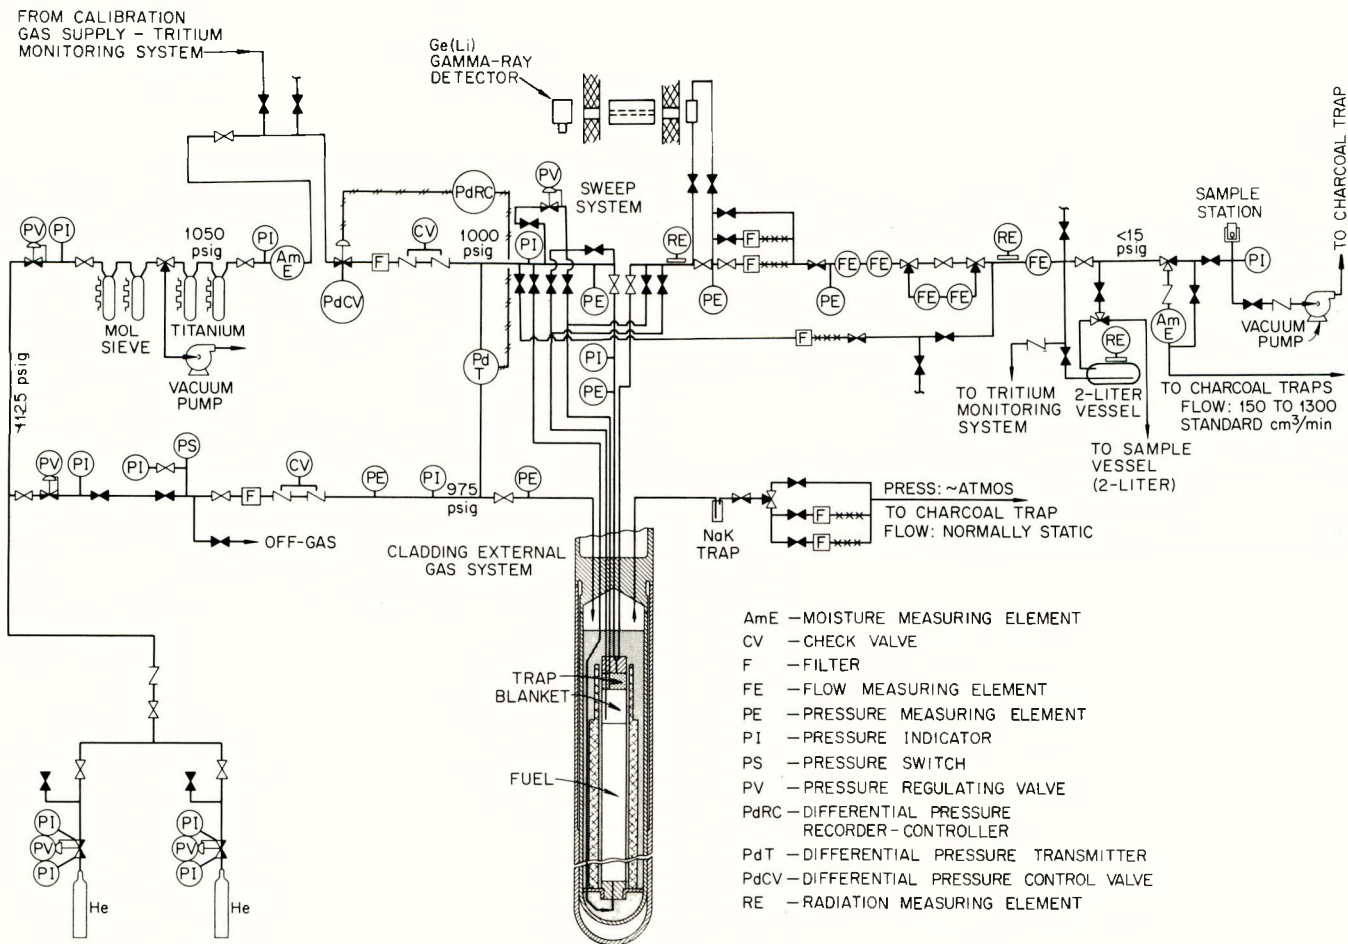 FROM CALIBRATION
GAS SUPPLY - TRITIUM
MONITORING SYSTEM
Ge(Li)
GAMMA-RAY
DETECTOR
TO CHARCOAL TRAP
PV
PI
1050
psig
PI
AmE
MOL
SIEVE
TITANIUM
VACUUM
PUMP
PdRC
PdCV
F
CV
1000
psig
PdT
PV
SWEEP
SYSTEM
PI
PE
PI
PE
RE
PE
F
F
PE
FE
FE
FE
FE
RE
FE
F
<15
psig
SAMPLE
STATION
PI
AmE
VACUUM
PUMP
RE
2-LITER
VESSEL
TO TRITIUM
MONITORING
SYSTEM
TO CHARCOAL TRAPS
FLOW: 150 TO 1300
STANDARD cm³/min
TO SAMPLE
VESSEL
(2-LITER)
1125 psig
PV
PI
PI
PS
F
CV
PE
PI
975
psig
PE
OFF-GAS
CLADDING EXTERNAL
GAS SYSTEM
NaK
TRAP
F
F
PRESS: ~ATMOS
TO CHARCOAL TRAP
FLOW: NORMALLY STATIC
TRAP
BLANKET
FUEL
PI
PV
PI
He
PI
PV
PI
He
AmE - MOISTURE MEASURING ELEMENT
CV - CHECK VALVE
F - FILTER
FE - FLOW MEASURING ELEMENT
PE - PRESSURE MEASURING ELEMENT
PI - PRESSURE INDICATOR
PS - PRESSURE SWITCH
PV - PRESSURE REGULATING VALVE
PdRC - DIFFERENTIAL PRESSURE
RECORDER-CONTROLLER
PdT - DIFFERENTIAL PRESSURE TRANSMITTER
PdCV - DIFFERENTIAL PRESSURE CONTROL VALVE
RE - RADIATION MEASURING ELEMENT